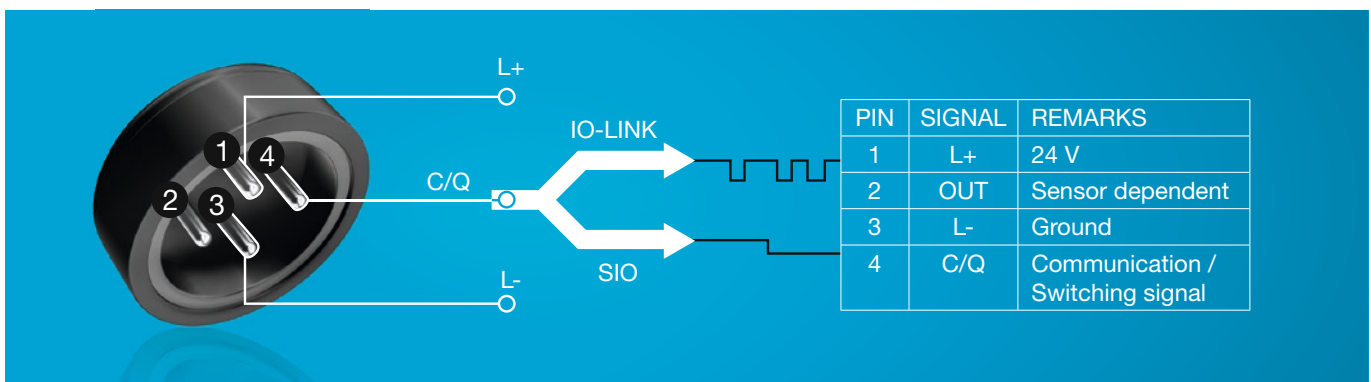 L+
1
4
2
3
C/Q
L-
IO-LINK
SIO
PIN SIGNAL REMARKS
1 L+ 24 V
2 OUT Sensor dependent
3 L- Ground
4 C/Q Communication /
Switching signal